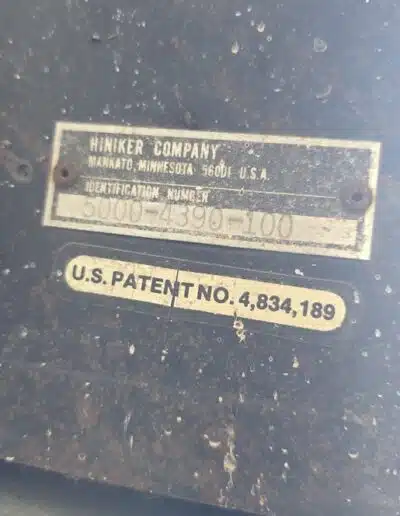 HINIKER COMPANY
MANKATO, MINNESOTA 56001 U.S.A.
IDENTIFICATION NUMBER
5000-4390-100
U.S. PATENT NO. 4,834,189